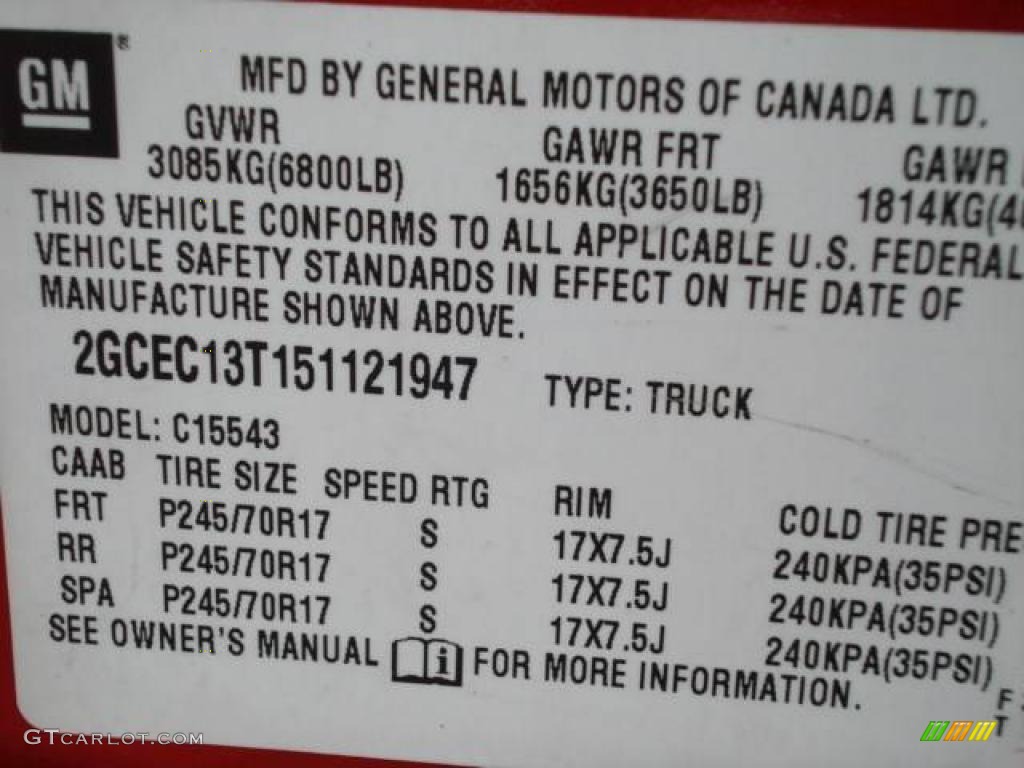 GM®
MFD BY GENERAL MOTORS OF CANADA LTD.
GVWR GAWR FRT GAWR
3085KG(6800LB) 1656KG(3650LB) 1814KG(4
THIS VEHICLE CONFORMS TO ALL APPLICABLE U.S. FEDERAL
VEHICLE SAFETY STANDARDS IN EFFECT ON THE DATE OF
MANUFACTURE SHOWN ABOVE.
2GCEC13T151121947 TYPE: TRUCK
MODEL: C15543
CAAB TIRE SIZE SPEED RTG RIM COLD TIRE PRE
FRT P245/70R17 S 17X7.5J 240KPA(35PSI)
RR P245/70R17 S 17X7.5J 240KPA(35PSI)
SPA P245/70R17 S 17X7.5J 240KPA(35PSI)
SEE OWNER'S MANUAL i FOR MORE INFORMATION.
F
T
GTCARLOT.COM